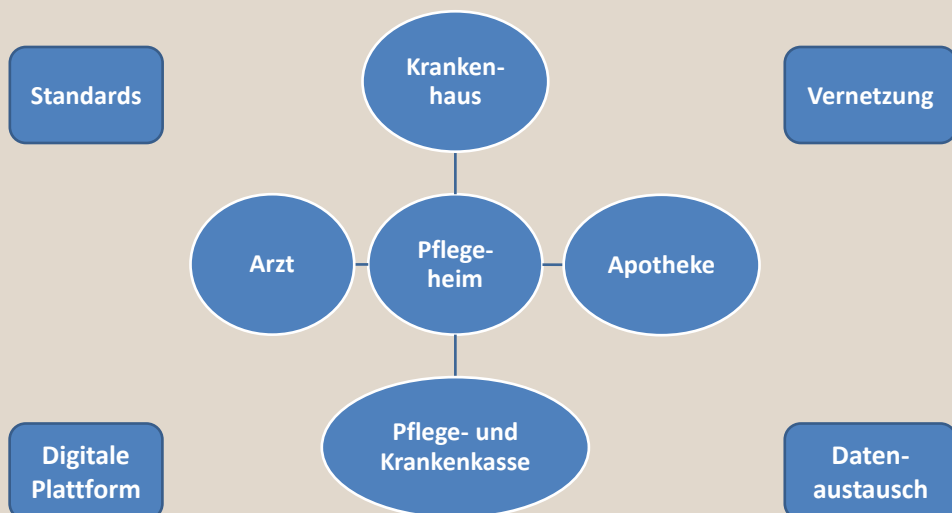 Kranken-
haus
Standards
Vernetzung
Arzt
Pflege-
heim
Apotheke
Pflege- und
Krankenkasse
Digitale
Plattform
Daten-
austausch